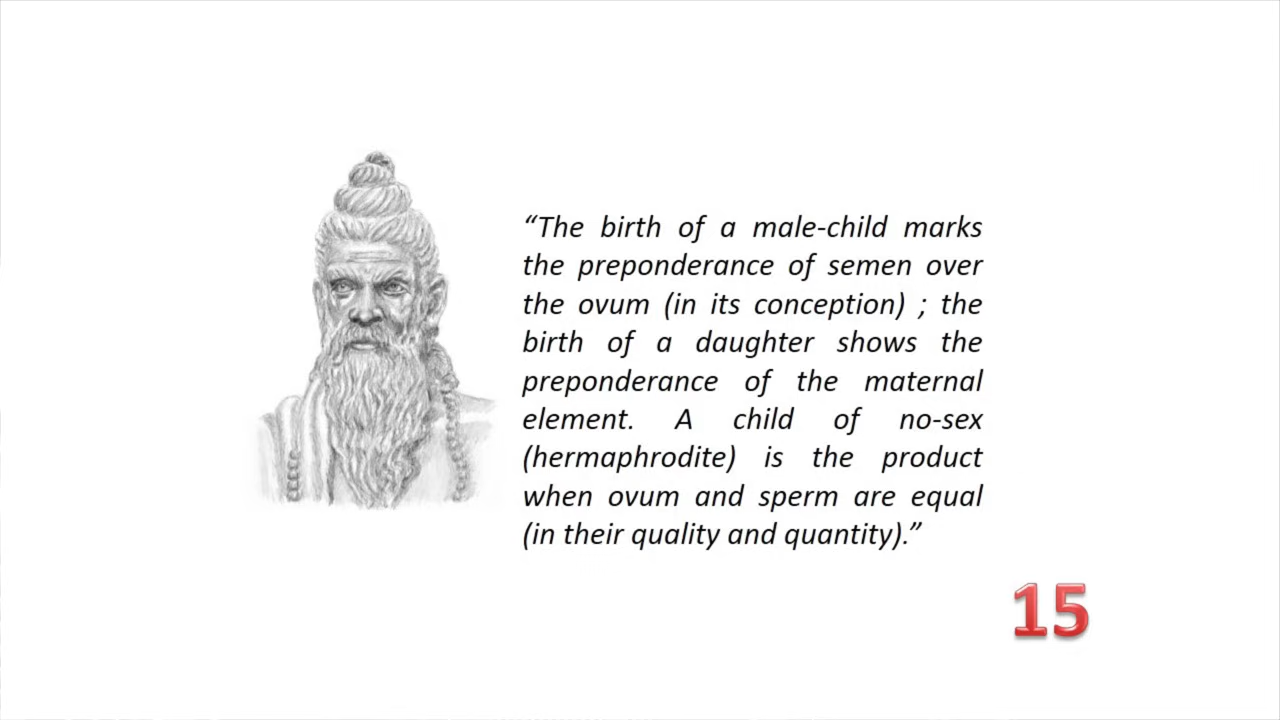 “The birth of a male-child marks
the preponderance of semen over
the ovum (in its conception) ; the
birth of a daughter shows the
preponderance of the maternal
element. A child of no-sex
(hermaphrodite) is the product
when ovum and sperm are equal
(in their quality and quantity).”
15